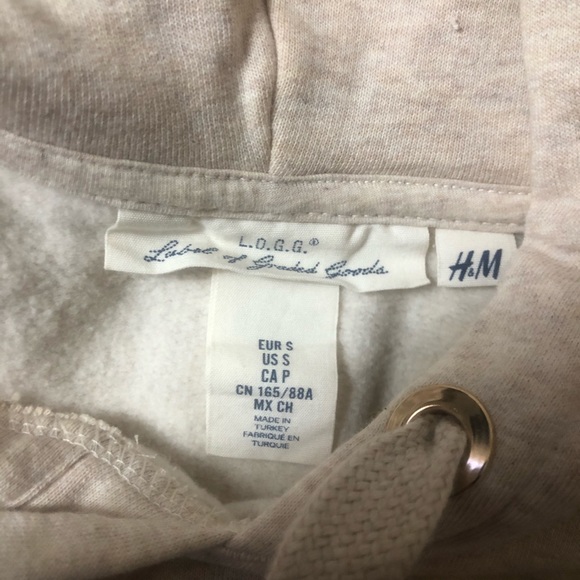 L.O.G.G.®
Label of Graded Goods
H&M
EUR S
US S
CA P
CN 165/88A
MX CH
MADE IN
TURKEY
FABRIQUÉ EN
TURQUIE